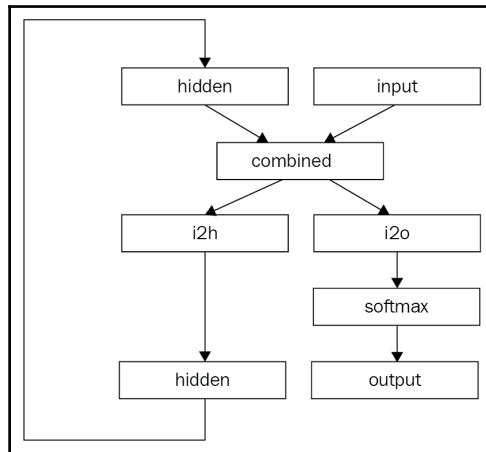 hidden
input
combined
i2h
i2o
softmax
hidden
output